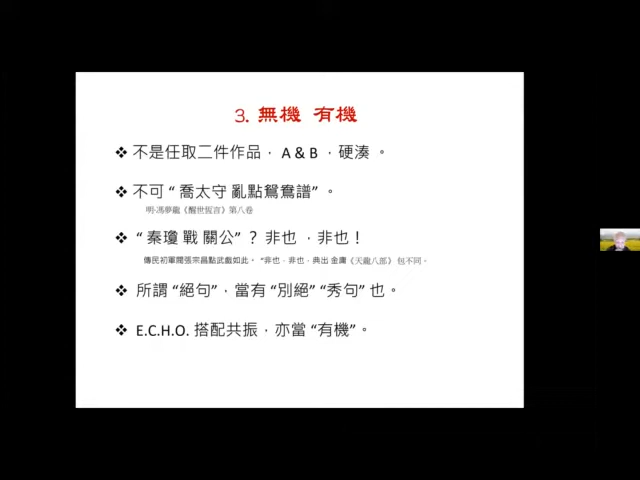 3. 無機 有機
❖ 不是任取二件作品， A & B ，硬湊 。
❖ 不可 “ 喬太守 亂點鴛鴦譜” 。
明·馮夢龍《醒世恆言》第八卷
❖ “ 秦瓊 戰 關公” ？ 非也 ，非也！
傳民初軍閥張宗昌點武戲如此。 “非也，非也，典出 金庸《天龍八部》 包不同。
❖ 所謂 “絕句”，當有 “別絕” “秀句” 也。
❖ E.C.H.O. 搭配共振，亦當 “有機”。